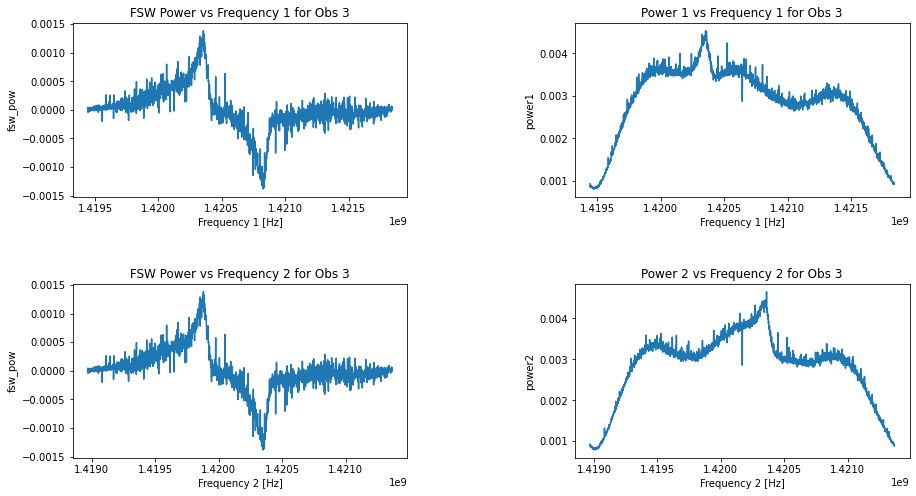 FSW Power vs Frequency 1 for Obs 3
fsw_pow
0.0015
0.0010
0.0005
0.0000
−0.0005
−0.0010
−0.0015
1.4195 1.4200 1.4205 1.4210 1.4215
Frequency 1 [Hz]
1e9
Power 1 vs Frequency 1 for Obs 3
power1
0.004
0.003
0.002
0.001
1.4195 1.4200 1.4205 1.4210 1.4215
Frequency 1 [Hz]
1e9
FSW Power vs Frequency 2 for Obs 3
fsw_pow
0.0015
0.0010
0.0005
0.0000
−0.0005
−0.0010
−0.0015
1.4190 1.4195 1.4200 1.4205 1.4210
Frequency 2 [Hz]
1e9
Power 2 vs Frequency 2 for Obs 3
power2
0.004
0.003
0.002
0.001
1.4190 1.4195 1.4200 1.4205 1.4210
Frequency 2 [Hz]
1e9